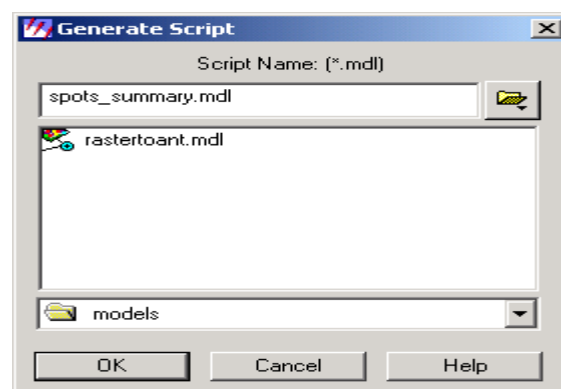 Generate Script
Script Name: (*.mdl)
spots_summary.mdl
rastertoant.mdl
models
OK Cancel Help